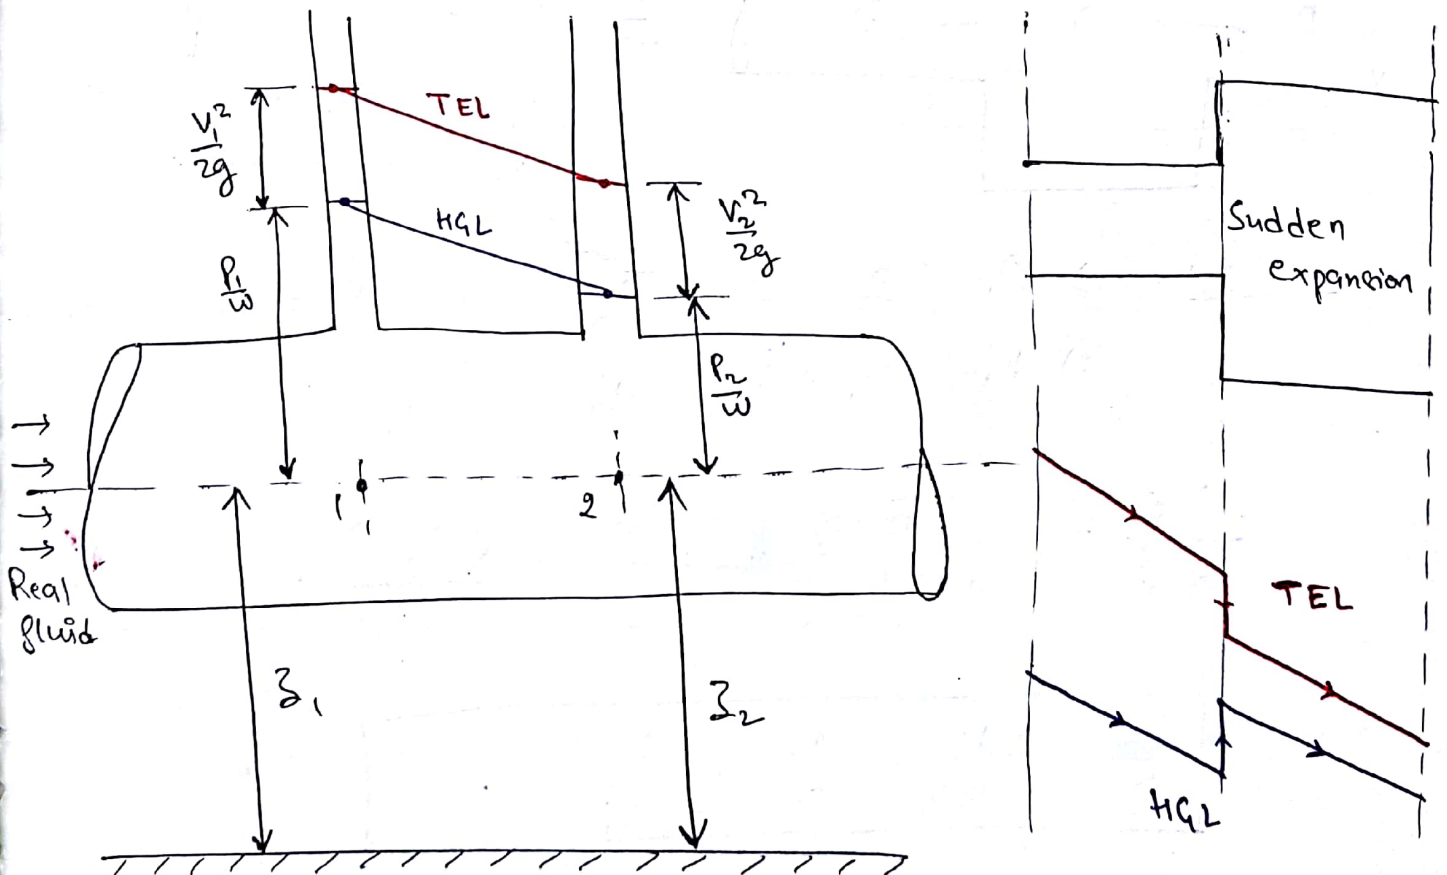 TEL
V₁²
2g
HGL
P₁
w
V₂²
2g
P₂
w
1
2
Real
fluid
Z₁
Z₂
Sudden
expansion
TEL
HGL